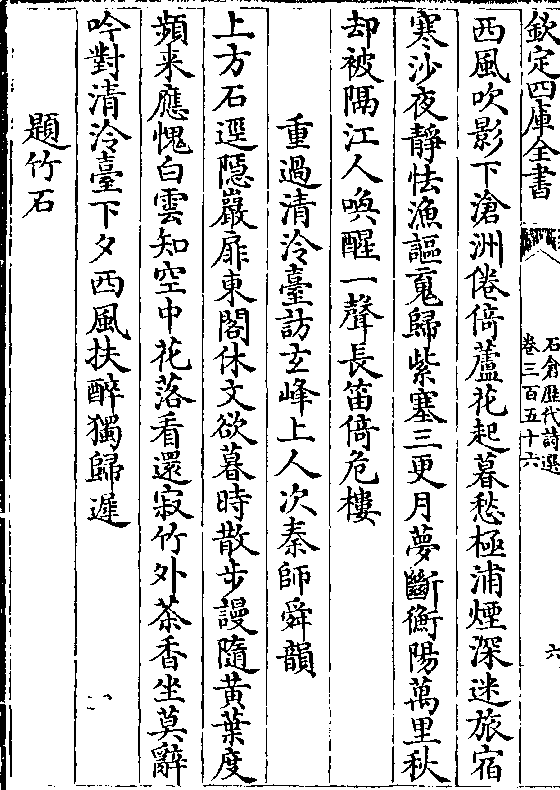 欽定四庫全書
石倉歷代詩選
卷三百五十六
六
西風吹影下滄洲倦倚蘆花起暮愁極浦煙深迷旅宿
寒沙夜靜怯漁謳䰟歸紫塞三更月夢斷衡陽萬里秋
却被隔江人喚醒一聲長笛倚危樓
重過清泠臺訪玄峰上人次秦師舜韻
上方石逕隱巖扉東閣休文欲暮時散步謾隨黃葉度
頻来應愧白雲知空中花落看還寂竹外茶香坐莫辭
吟對清泠臺下夕西風扶醉獨歸遲
題竹石